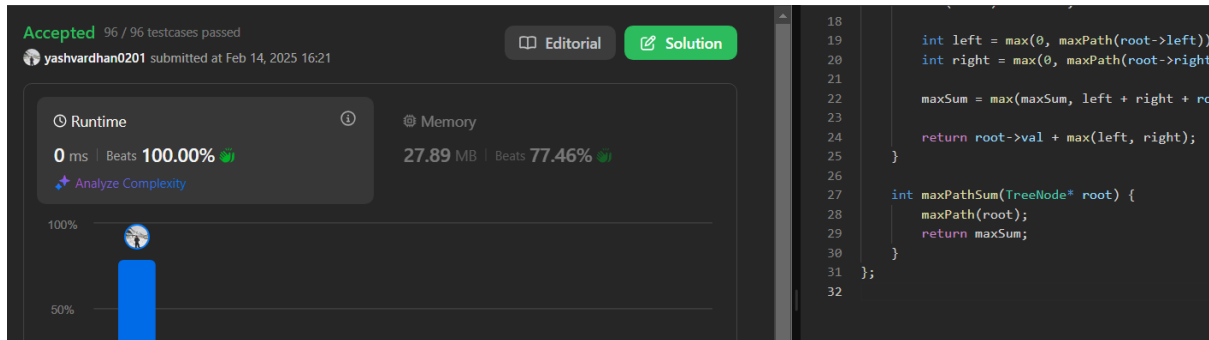 Accepted 96 / 96 testcases passed
Editorial
Solution
yashvardhan0201 submitted at Feb 14, 2025 16:21
Runtime
0 ms | Beats 100.00%
Analyze Complexity
Memory
27.89 MB | Beats 77.46%
100%
50%
18
19 int left = max(0, maxPath(root->left))
20 int right = max(0, maxPath(root->right
21
22 maxSum = max(maxSum, left + right + ro
23
24 return root->val + max(left, right);
25 }
26
27 int maxPathSum(TreeNode* root) {
28 maxPath(root);
29 return maxSum;
30 }
31 };
32